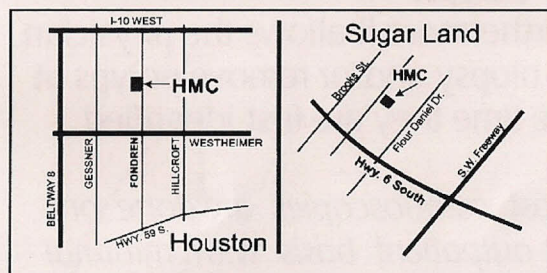 I-10 WEST
HMC
BELTWAY 8
GESSNER
FONDREN
HILLCROFT
WESTHEIMER
HWY. 59 S.
Houston
Sugar Land
Brooks St.
HMC
Flour Daniel Dr.
Hwy. 6 South
S.W. Freeway